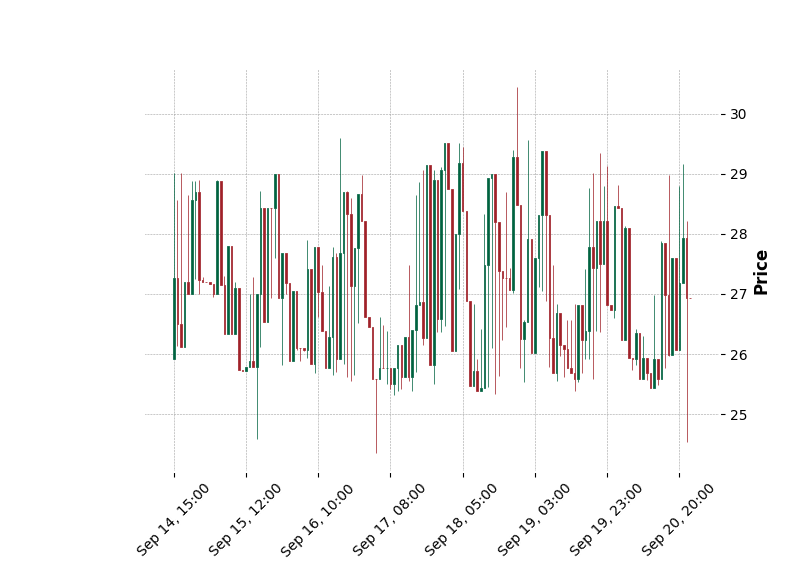 30
29
28
27
26
25
Price
Sep 14, 15:00
Sep 15, 12:00
Sep 16, 10:00
Sep 17, 08:00
Sep 18, 05:00
Sep 19, 03:00
Sep 19, 23:00
Sep 20, 20:00